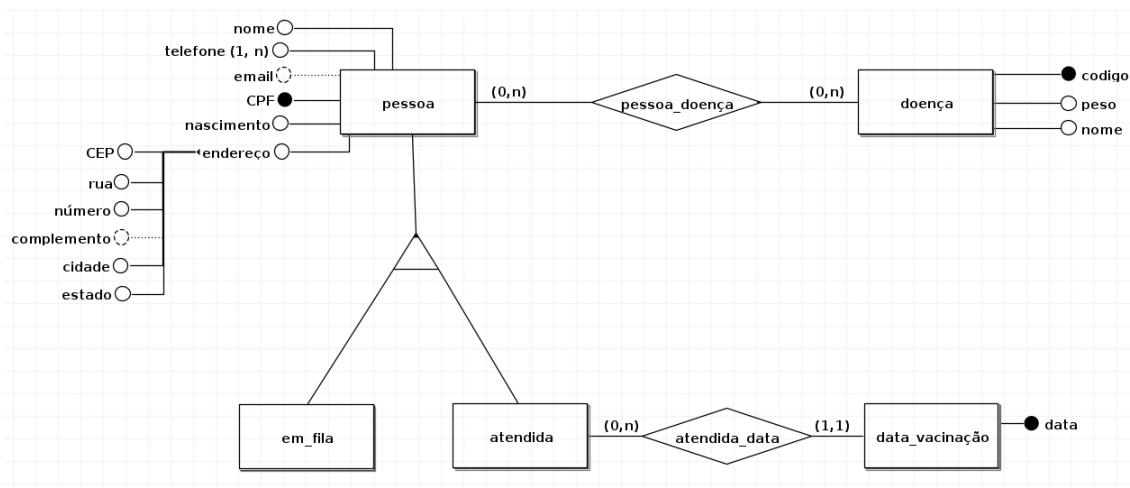 nome
telefone (1, n)
email
CPF
nascimento
endereço
CEP
rua
número
complemento
cidade
estado
pessoa
(0,n)
pessoa_doença
(0,n)
doença
codigo
peso
nome
em_fila
atendida
(0,n)
atendida_data
(1,1)
data_vacinação
data